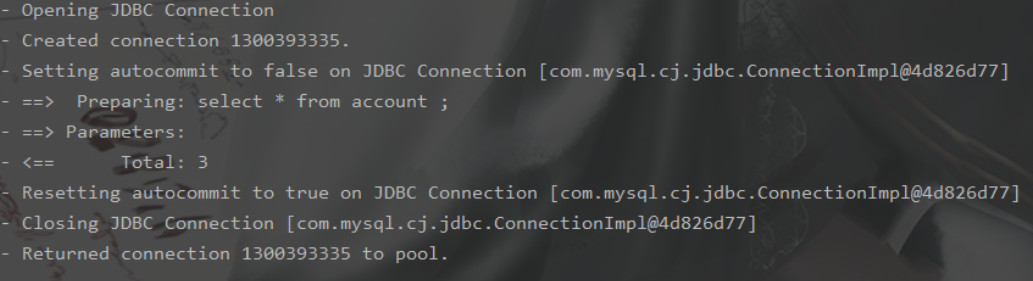 - Opening JDBC Connection
- Created connection 1300393335.
- Setting autocommit to false on JDBC Connection [com.mysql.cj.jdbc.ConnectionImpl@4d826d77]
- ==>  Preparing: select * from account ;
- ==> Parameters:
- <==      Total: 3
- Resetting autocommit to true on JDBC Connection [com.mysql.cj.jdbc.ConnectionImpl@4d826d77]
- Closing JDBC Connection [com.mysql.cj.jdbc.ConnectionImpl@4d826d77]
- Returned connection 1300393335 to pool.